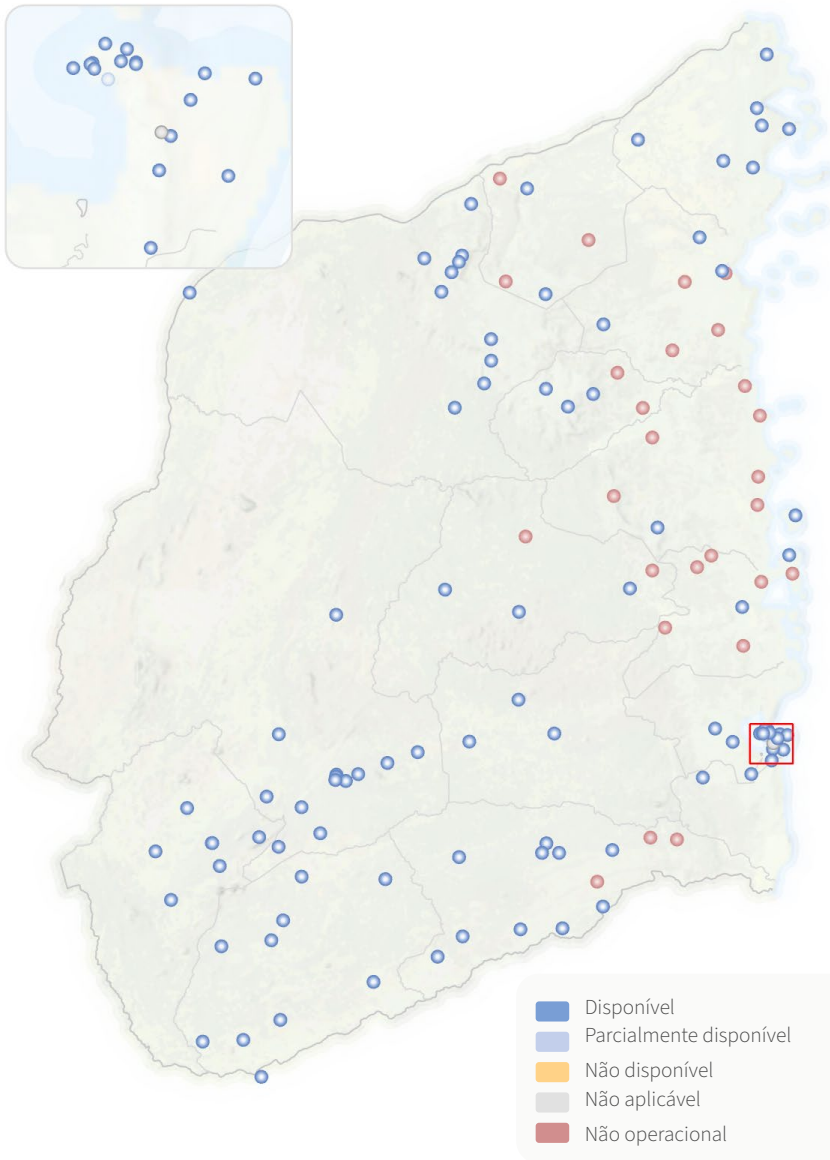 Disponível
Parcialmente disponível
Não disponível
Não aplicável
Não operacional